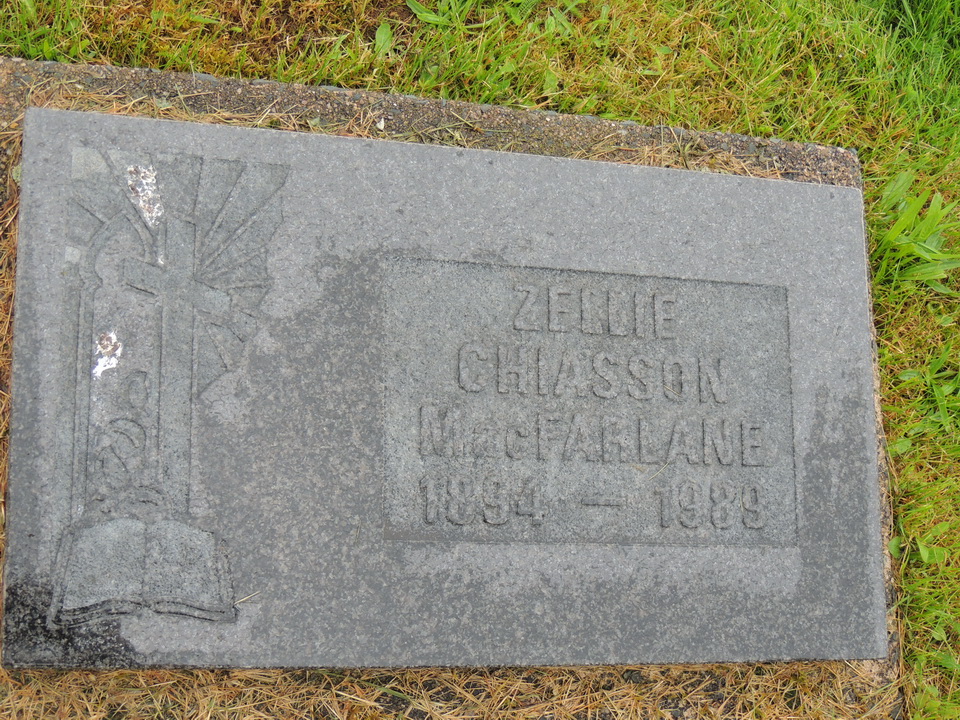 ZELLIE
CHIASSON
MacFARLANE
1894 – 1989